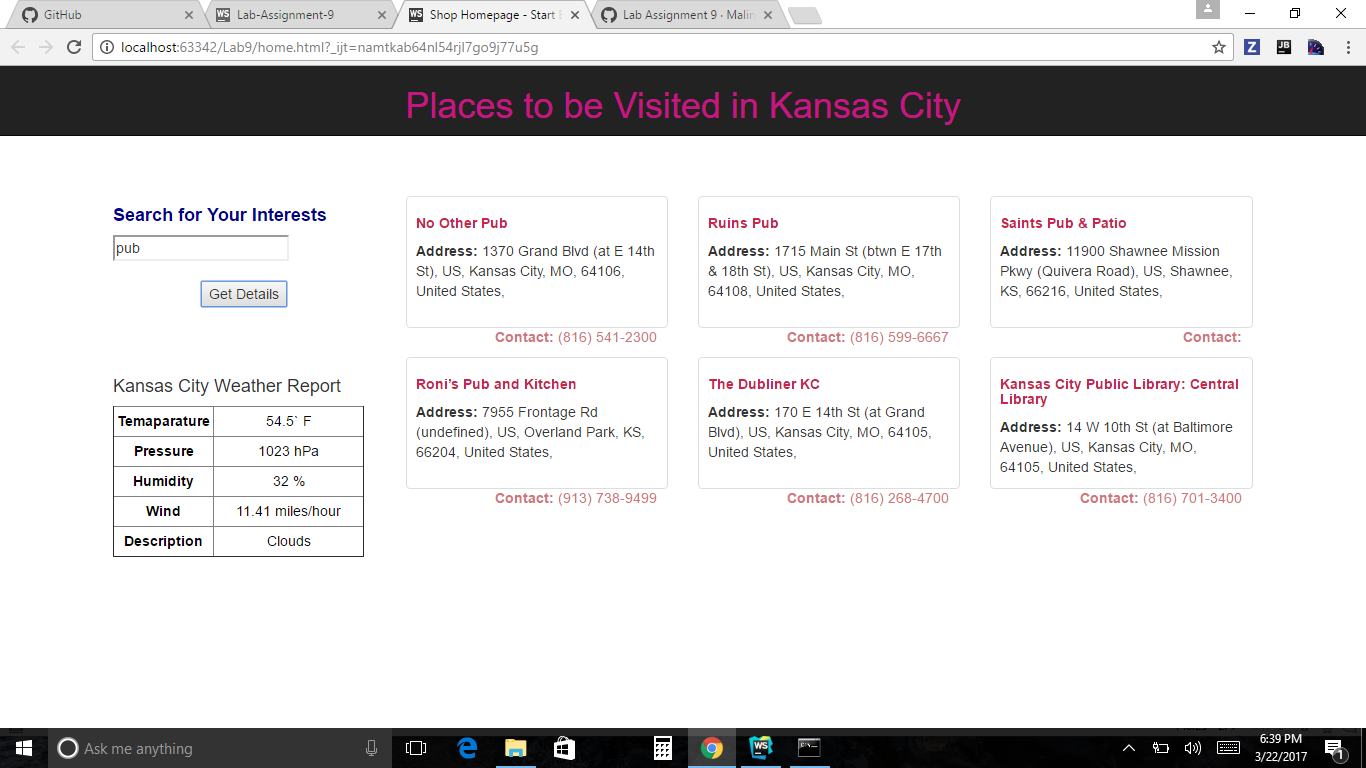 GitHub
Lab-Assignment-9
Shop Homepage - Start
Lab Assignment 9 · Malin
localhost:63342/Lab9/home.html?_ijt=namtkab64nl54rjl7go9j77u5g
Places to be Visited in Kansas City
Search for Your Interests
pub
Get Details
Kansas City Weather Report
Temaparature 54.5` F
Pressure 1023 hPa
Humidity 32 %
Wind 11.41 miles/hour
Description Clouds
No Other Pub
Address: 1370 Grand Blvd (at E 14th
St), US, Kansas City, MO, 64106,
United States,
Contact: (816) 541-2300
Ruins Pub
Address: 1715 Main St (btwn E 17th
& 18th St), US, Kansas City, MO,
64108, United States,
Contact: (816) 599-6667
Saints Pub & Patio
Address: 11900 Shawnee Mission
Pkwy (Quivera Road), US, Shawnee,
KS, 66216, United States,
Contact:
Roni’s Pub and Kitchen
Address: 7955 Frontage Rd
(undefined), US, Overland Park, KS,
66204, United States,
Contact: (913) 738-9499
The Dubliner KC
Address: 170 E 14th St (at Grand
Blvd), US, Kansas City, MO, 64105,
United States,
Contact: (816) 268-4700
Kansas City Public Library: Central
Library
Address: 14 W 10th St (at Baltimore
Avenue), US, Kansas City, MO,
64105, United States,
Contact: (816) 701-3400
Ask me anything
6:39 PM
3/22/2017
1